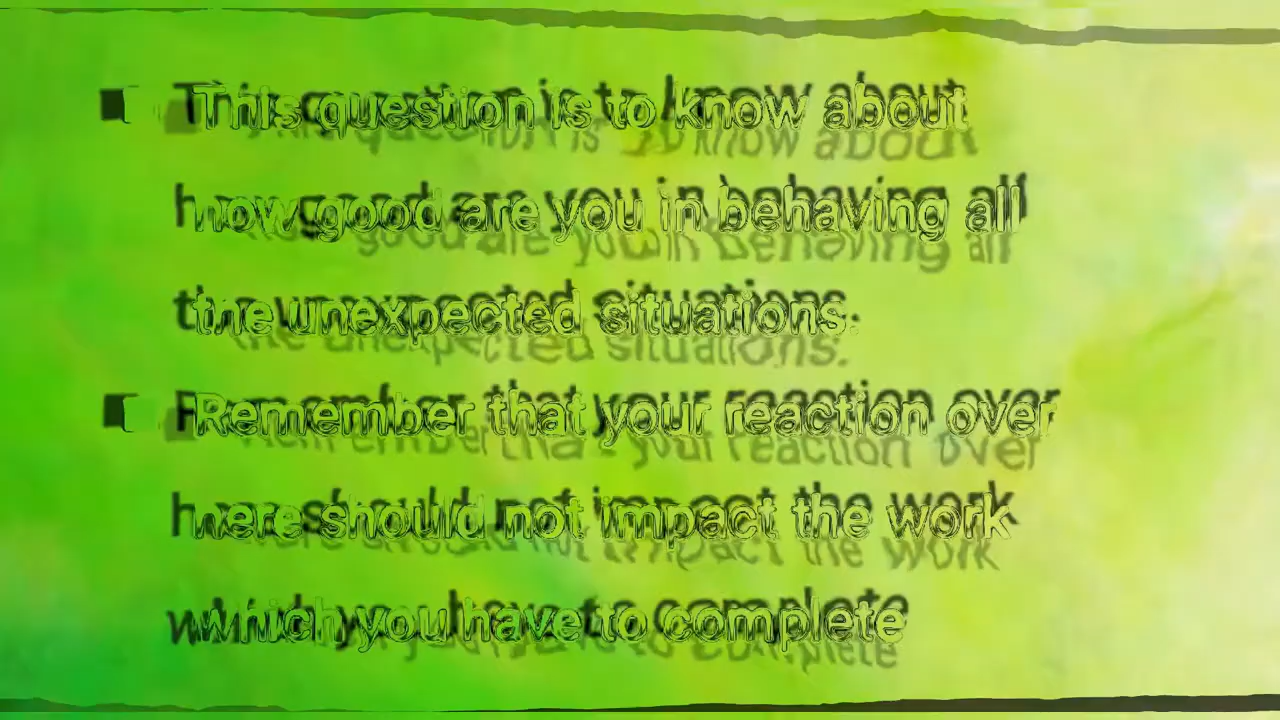 This question is to know about
how good are you in behaving all
the unexpected situations.
Remember that your reaction over
here should not impact the work
which you have to complete